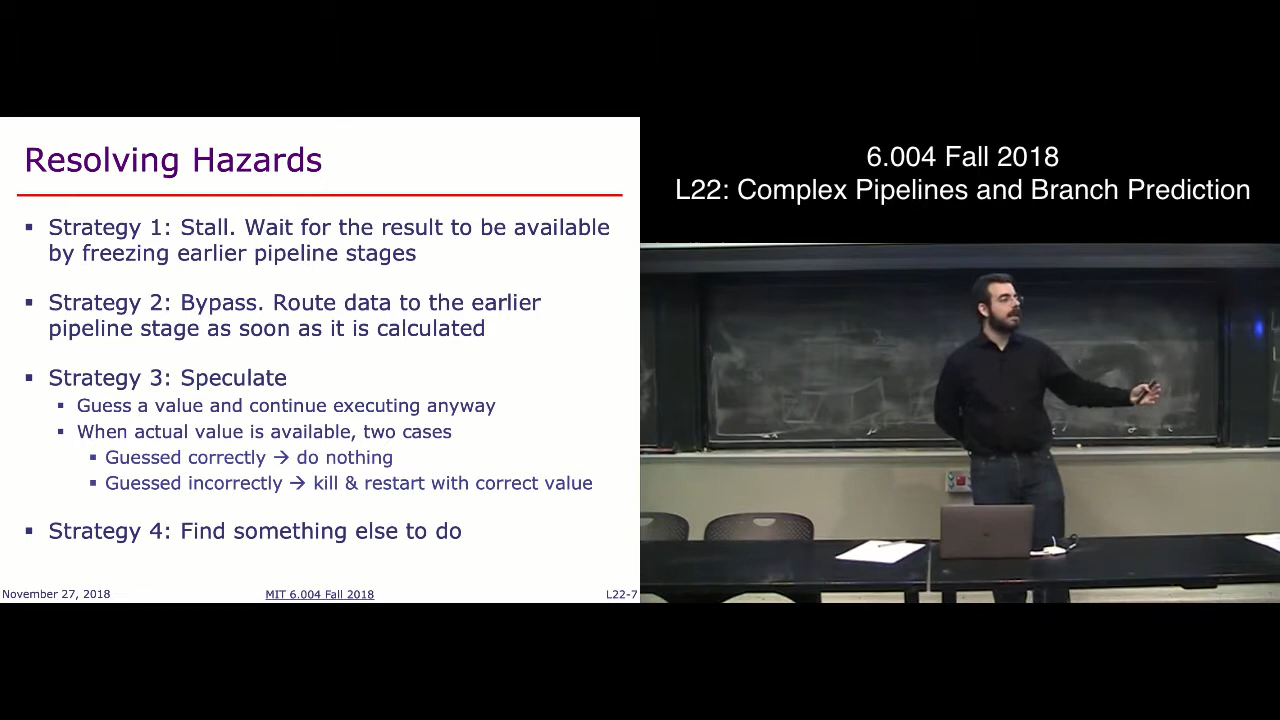 Resolving Hazards
▪ Strategy 1: Stall. Wait for the result to be available
by freezing earlier pipeline stages
▪ Strategy 2: Bypass. Route data to the earlier
pipeline stage as soon as it is calculated
▪ Strategy 3: Speculate
▪ Guess a value and continue executing anyway
▪ When actual value is available, two cases
▪ Guessed correctly → do nothing
▪ Guessed incorrectly → kill & restart with correct value
▪ Strategy 4: Find something else to do
November 27, 2018
MIT 6.004 Fall 2018
L22-7
6.004 Fall 2018
L22: Complex Pipelines and Branch Prediction